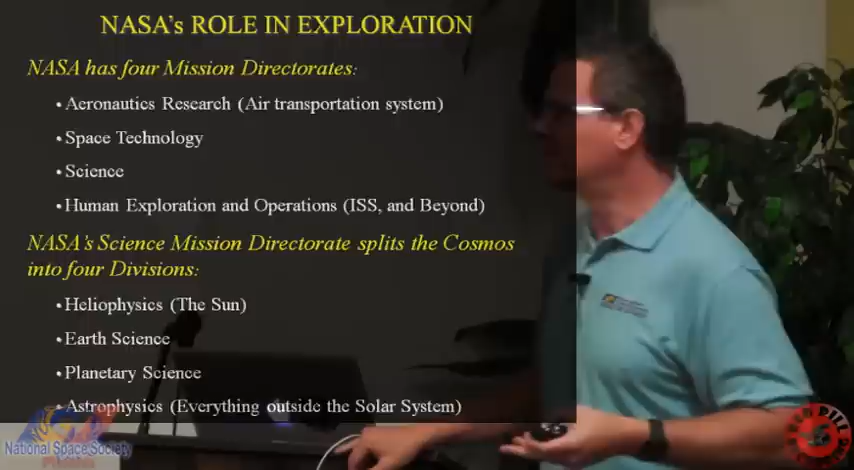 NASA's ROLE IN EXPLORATION
NASA has four Mission Directorates:
• Aeronautics Research (Air transportation system)
• Space Technology
• Science
• Human Exploration and Operations (ISS, and Beyond)
NASA's Science Mission Directorate splits the Cosmos
into four Divisions:
• Heliophysics (The Sun)
• Earth Science
• Planetary Science
• Astrophysics (Everything outside the Solar System)
National Space Society